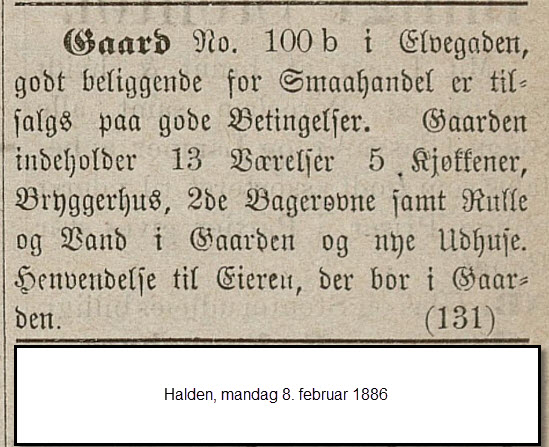 Gaard No. 100 b i Elvegaden,
godt beliggende for Smaahandel er til-
salgs paa gode Betingelser. Gaarden
indeholder 13 Værelser 5 Kjøkkener,
Bryggerhus, 2de Bagerovne samt Rulle
og Vand i Gaarden og nye Udhuse.
Henvendelse til Eieren, der bor i Gaar-
den. (131)
Halden, mandag 8. februar 1886